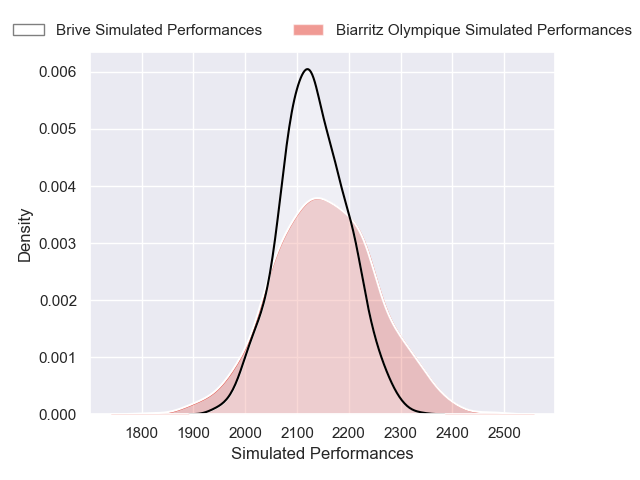 Brive Simulated Performances
Biarritz Olympique Simulated Performances
0.006
0.005
0.004
0.003
0.002
0.001
0.000
Density
1800 1900 2000 2100 2200 2300 2400 2500
Simulated Performances